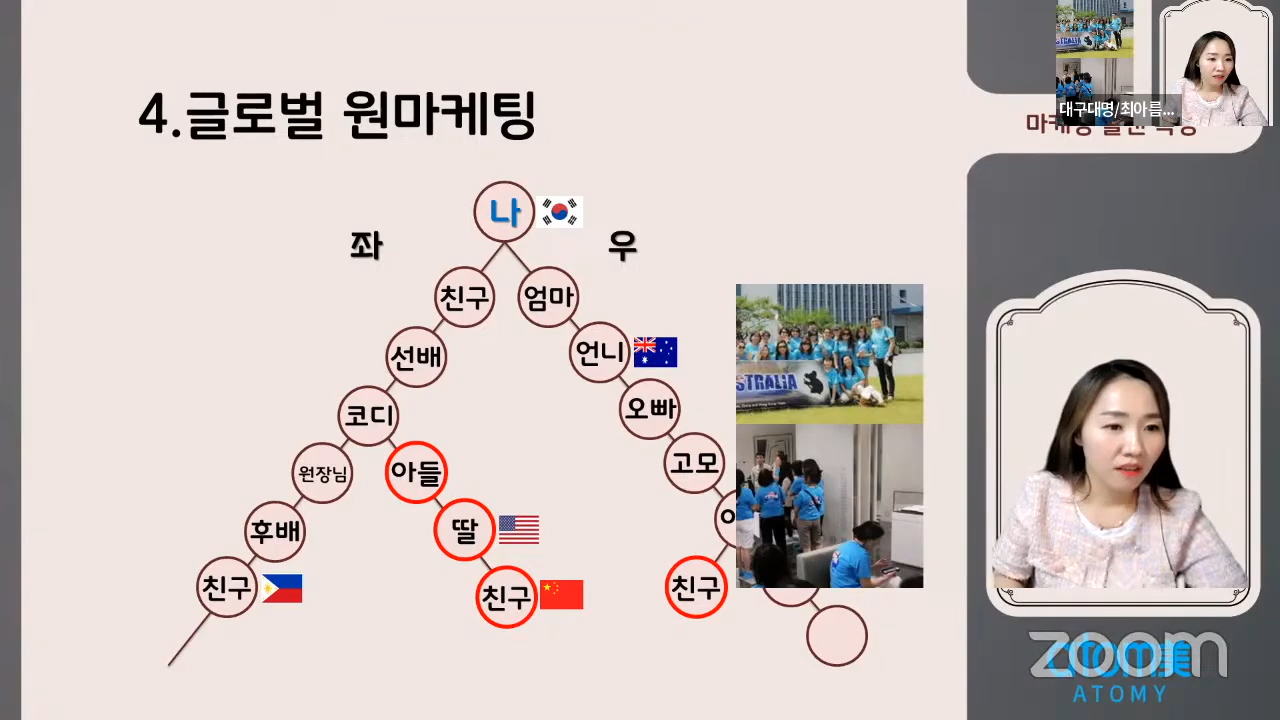 4.글로벌 원마케팅
대구대명/최아름...
나
좌
우
친구
엄마
선배
언니
코디
오빠
원장님
아들
고모
후배
딸
친구
친구
친구
STRALIA
zoom
ATOMY